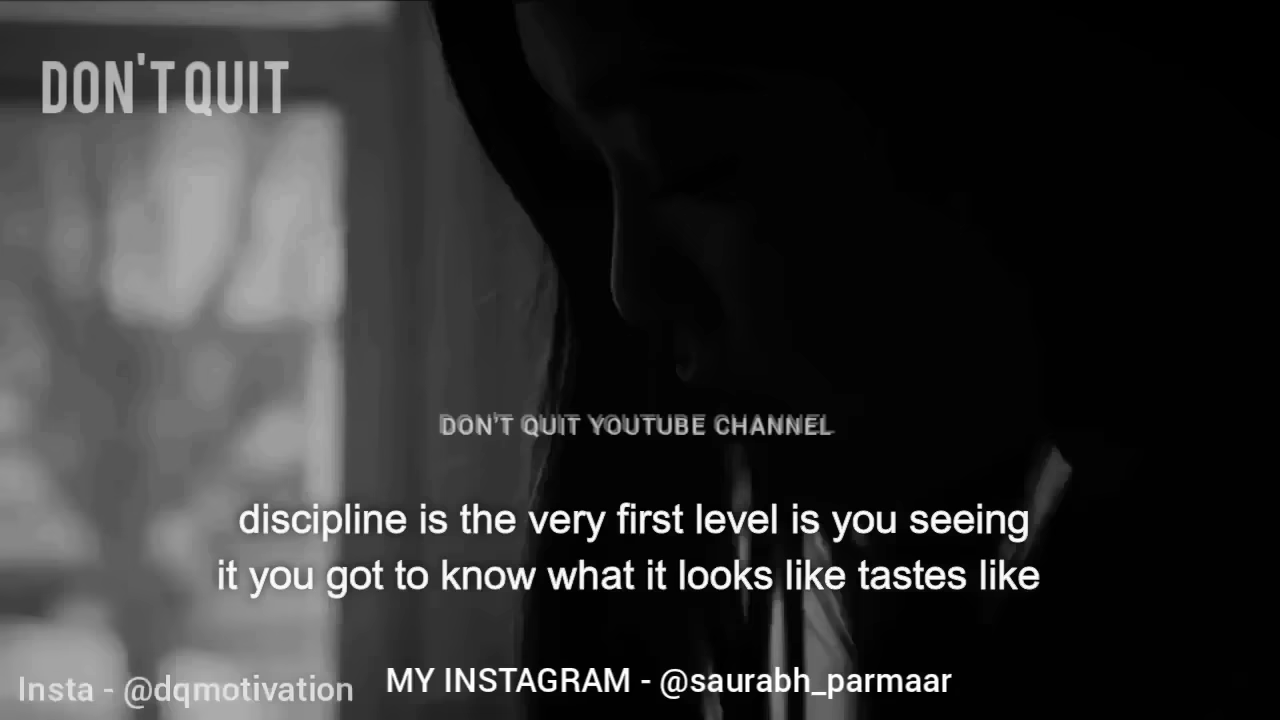 DON'T QUIT
DON'T QUIT YOUTUBE CHANNEL
discipline is the very first level is you seeing
it you got to know what it looks like tastes like
Insta - @dqmotivation
MY INSTAGRAM - @saurabh_parmaar